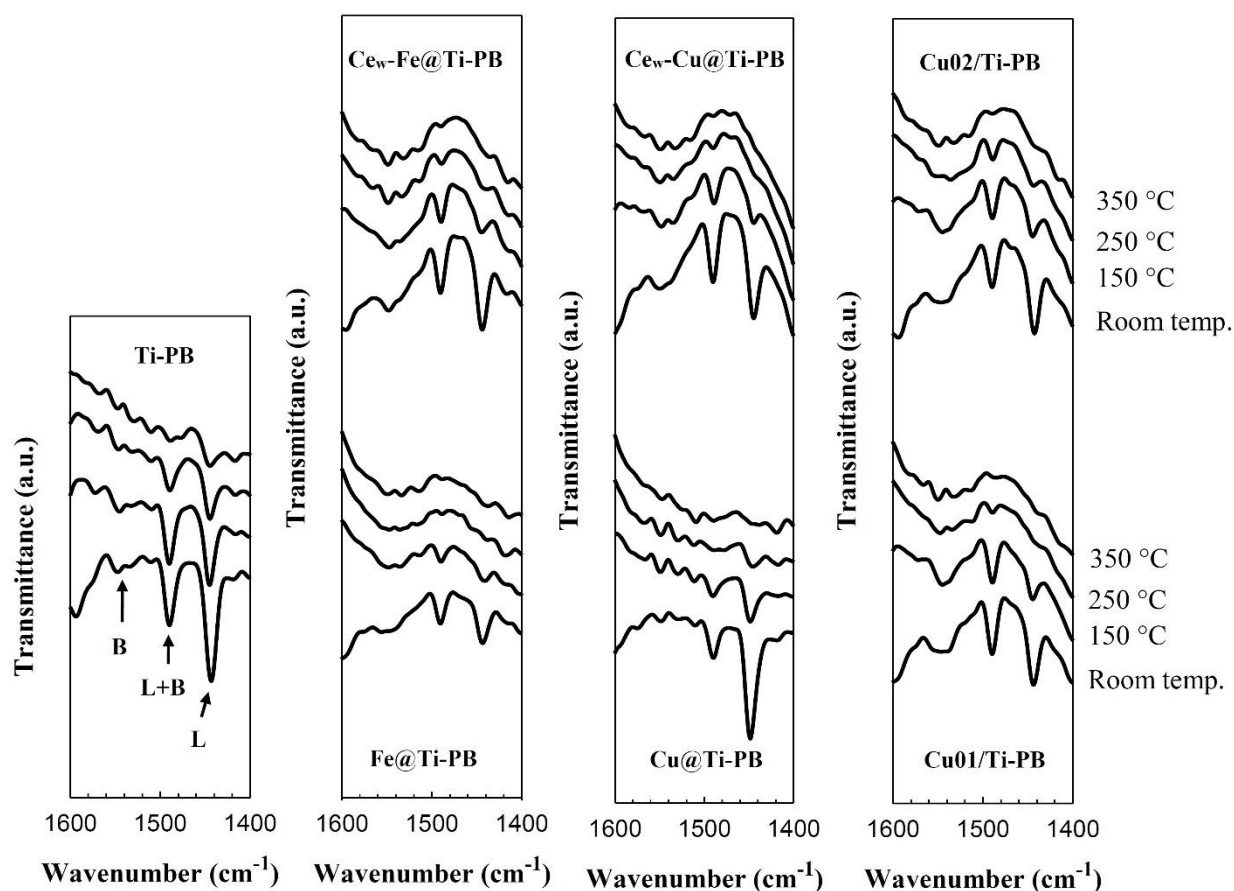 Ti-PB
B
L+B
L
Transmittance (a.u.)
1600 1500 1400
Wavenumber (cm-1)
Cew-Fe@Ti-PB
Fe@Ti-PB
Transmittance (a.u.)
1600 1500 1400
Wavenumber (cm-1)
Cew-Cu@Ti-PB
Cu@Ti-PB
Transmittance (a.u.)
1600 1500 1400
Wavenumber (cm-1)
Cu02/Ti-PB
350 °C
250 °C
150 °C
Room temp.
350 °C
250 °C
150 °C
Room temp.
Cu01/Ti-PB
Transmittance (a.u.)
1600 1500 1400
Wavenumber (cm-1)